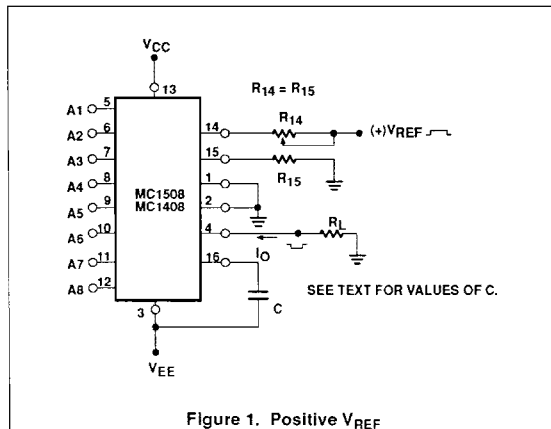 VCC
13
R14 = R15
A1 5
A2 6
A3 7
A4 8
A5 9
A6 10
A7 11
A8 12
MC1508
MC1408
14
R14
(+)VREF
15
R15
1
2
4
RL
IO
16
C
SEE TEXT FOR VALUES OF C.
3
VEE
Figure 1. Positive VREF